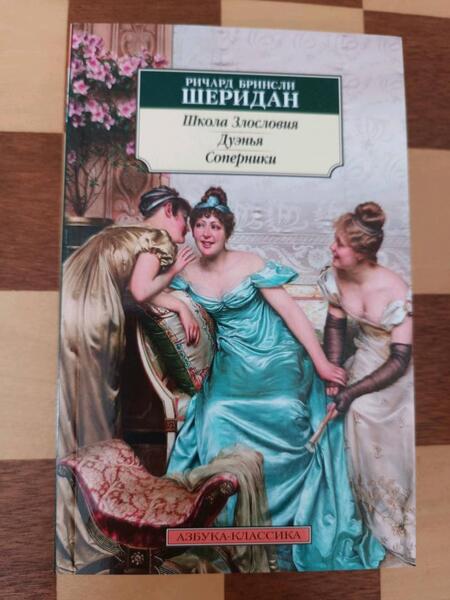 РИЧАРД БРИНСЛИ
ШЕРИДАН
Школа Злословия
Дуэнья
Соперники
АЗБУКА-КЛАССИКА